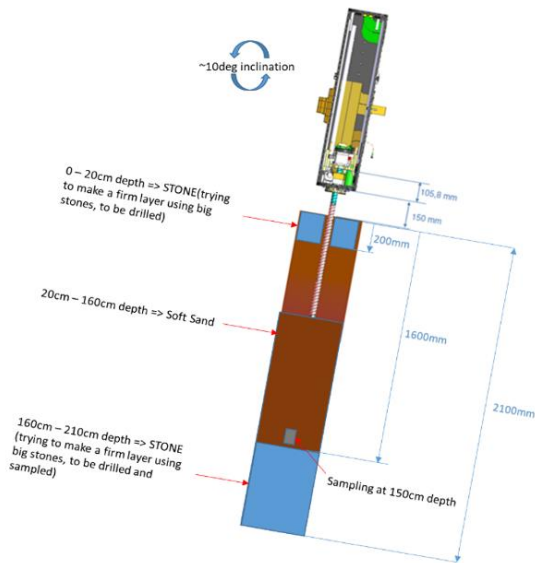 ~10deg inclination
0 – 20cm depth => STONE(trying
to make a firm layer using big
stones, to be drilled)
105,8 mm
150 mm
200mm
20cm – 160cm depth => Soft Sand
1600mm
2100mm
160cm – 210cm depth => STONE
(trying to make a firm layer using
big stones, to be drilled and
sampled)
Sampling at 150cm depth